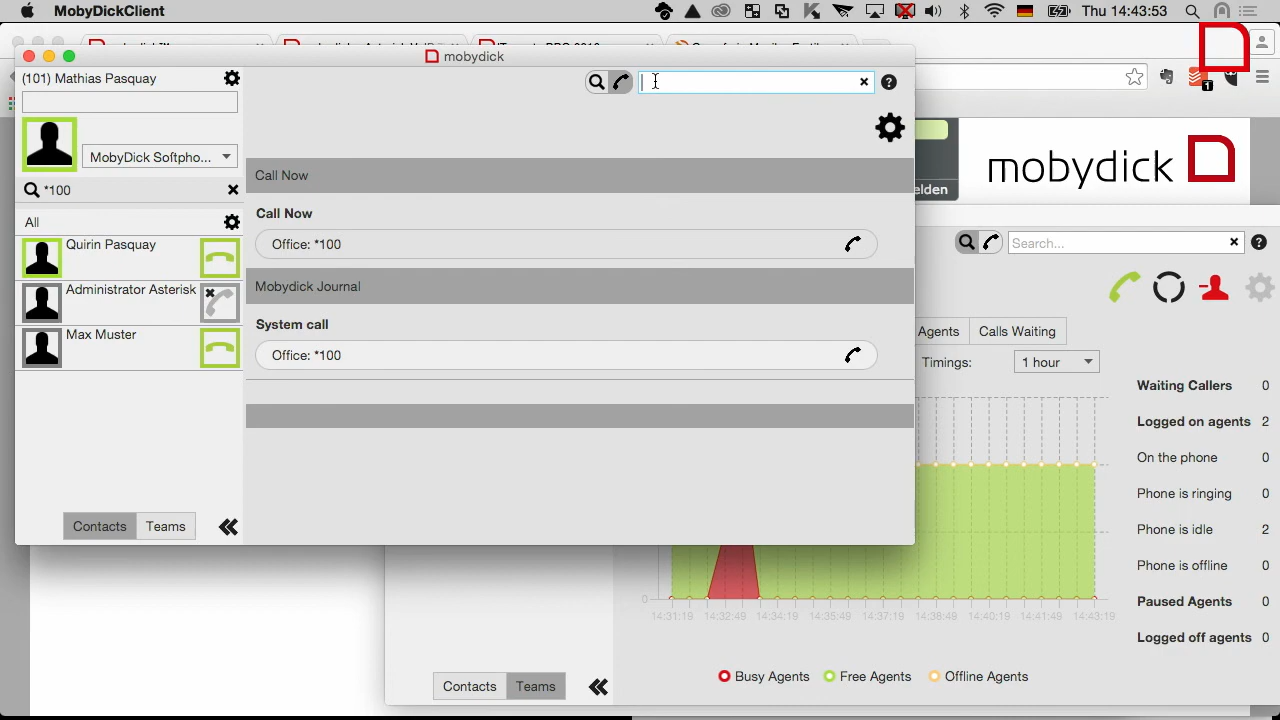 MobyDickClient
Thu 14:43:53
mobydick
(101) Mathias Pasquay
MobyDick Softpho...
*100
All
Quirin Pasquay
Administrator Asterisk
Max Muster
Contacts
Teams
Call Now
Call Now
Office: *100
Mobydick Journal
System call
Office: *100
1
elden
mobydick
Search...
Agents
Calls Waiting
Timings:
1 hour
Waiting Callers 0
Logged on agents 2
On the phone 0
Phone is ringing 0
Phone is idle 2
Phone is offline 0
Paused Agents 0
Logged off agents 0
0
14:31:19 14:32:49 14:34:19 14:35:49 14:37:19 14:38:49 14:40:19 14:41:49 14:43:19
Busy Agents
Free Agents
Offline Agents
Contacts
Teams